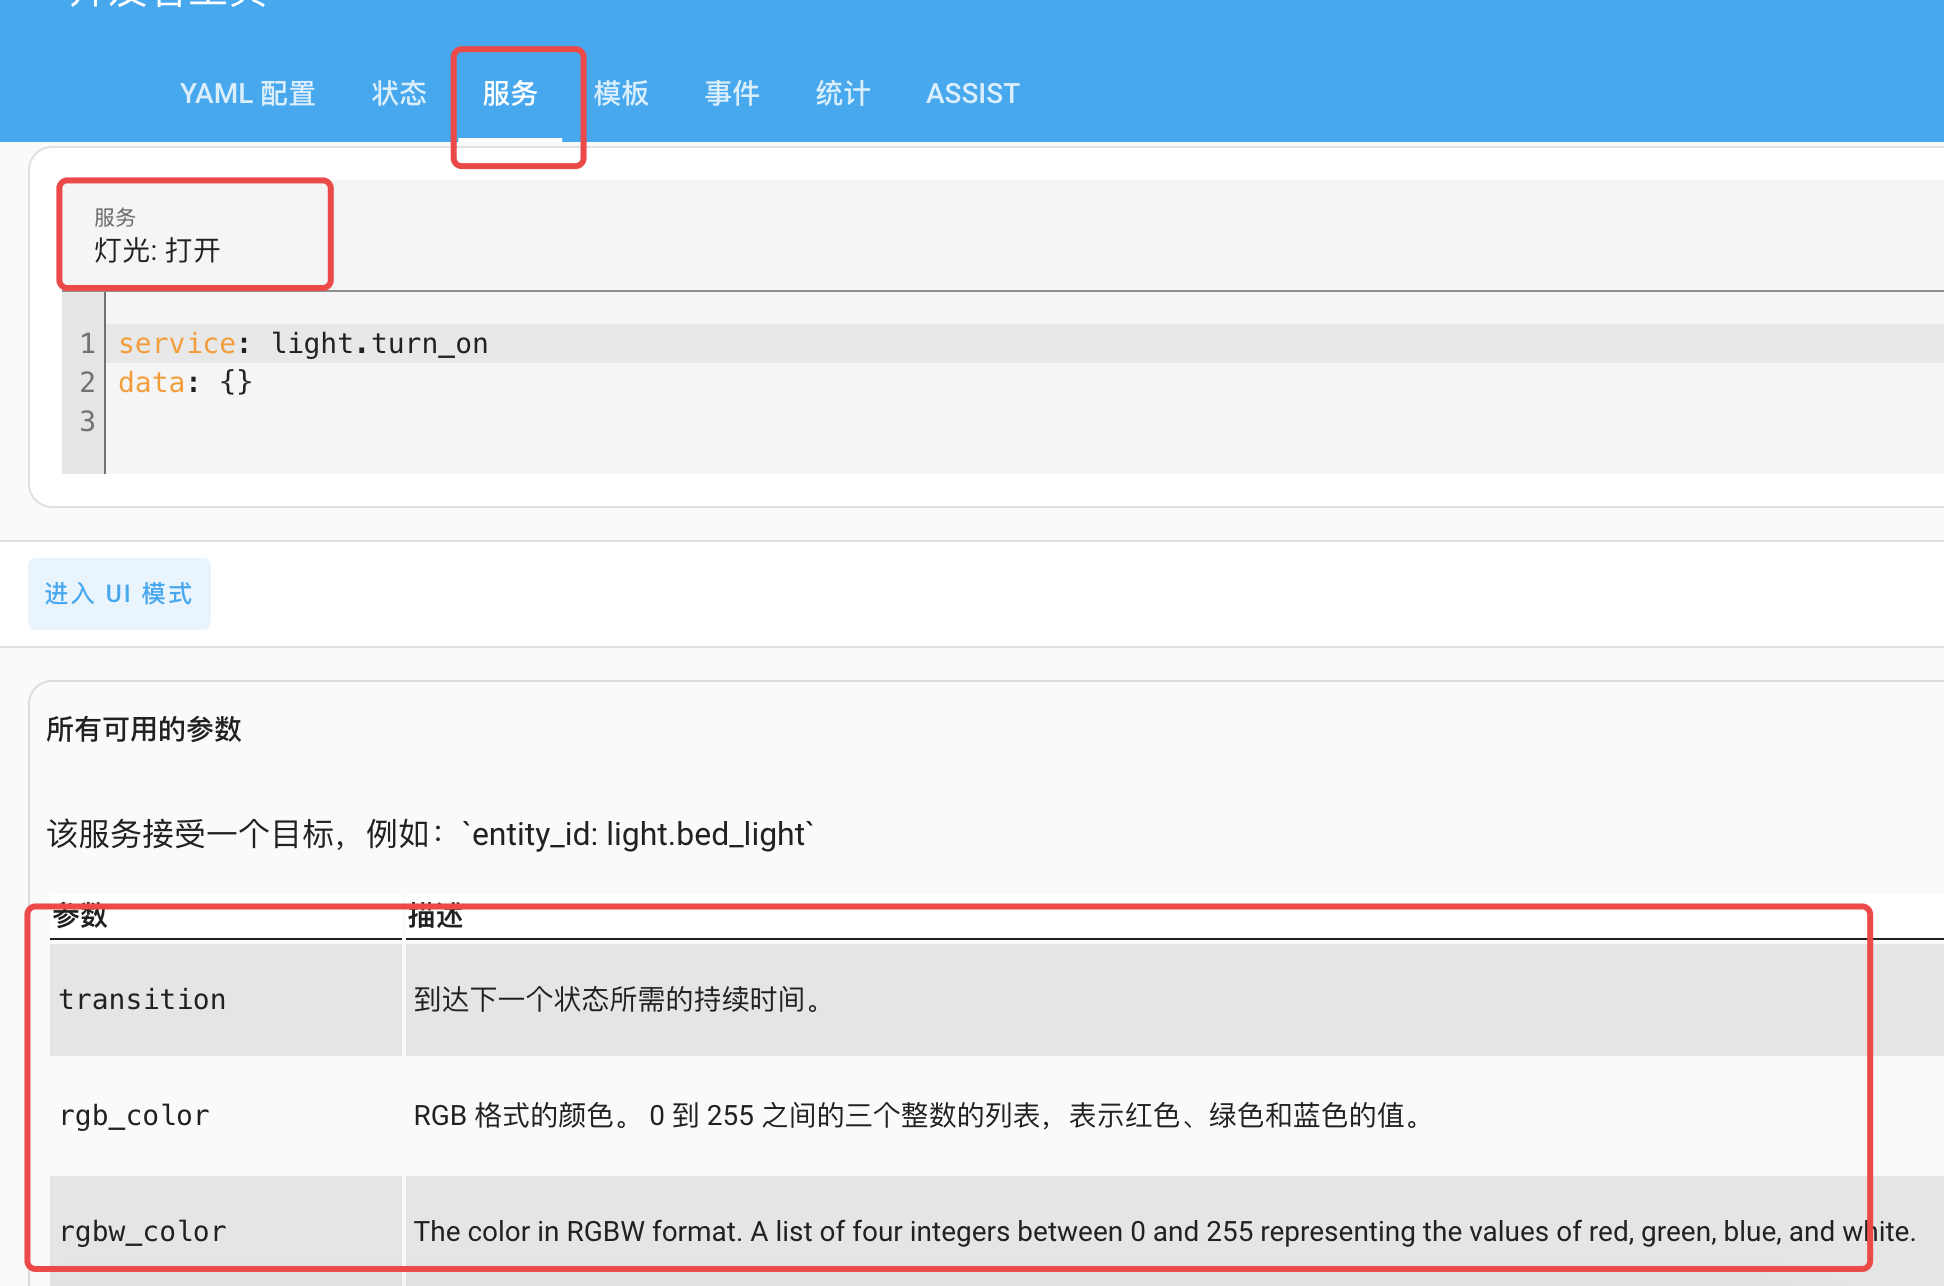 开发者工具
YAML 配置 状态 服务 模板 事件 统计 ASSIST
服务
灯光: 打开
1 service: light.turn_on
2 data: {}
3
进入 UI 模式
所有可用的参数
该服务接受一个目标，例如：`entity_id: light.bed_light`
参数 描述
transition 到达下一个状态所需的持续时间。
rgb_color RGB 格式的颜色。 0 到 255 之间的三个整数的列表，表示红色、绿色和蓝色的值。
rgbw_color The color in RGBW format. A list of four integers between 0 and 255 representing the values of red, green, blue, and white.